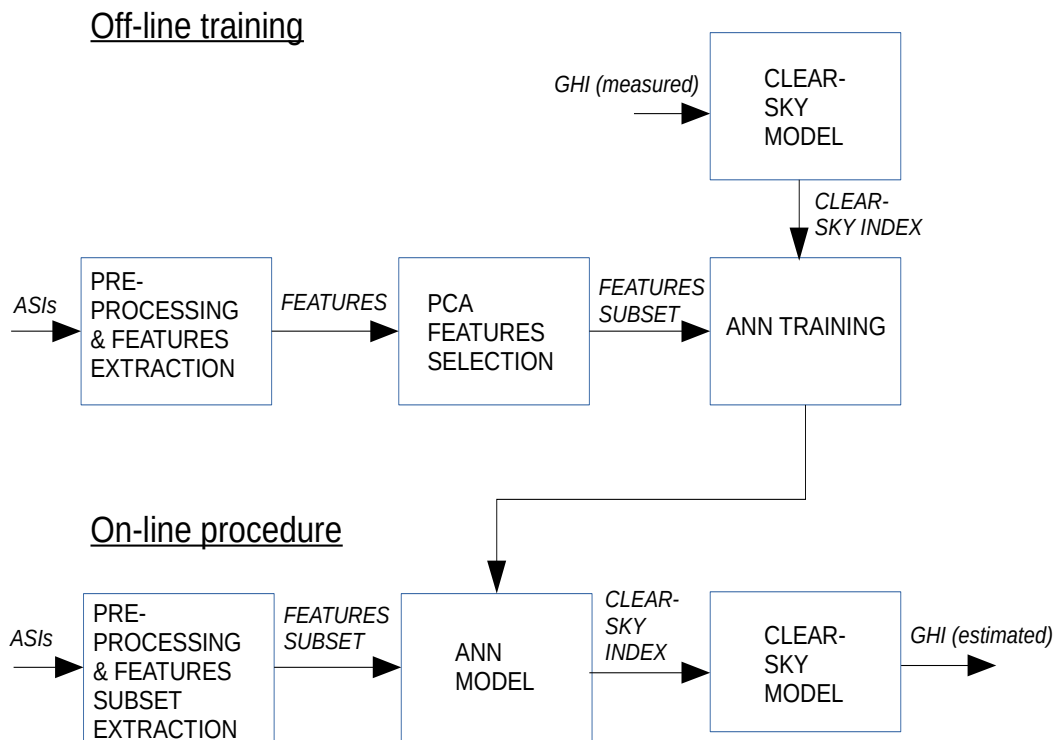 Off-line training
GHI (measured)
CLEAR-
SKY
MODEL
CLEAR-
SKY INDEX
ASIs
PRE-
PROCESSING
& FEATURES
EXTRACTION
FEATURES
PCA
FEATURES
SELECTION
FEATURES
SUBSET
ANN TRAINING
On-line procedure
ASIs
PRE-
PROCESSING
& FEATURES
SUBSET
EXTRACTION
FEATURES
SUBSET
ANN
MODEL
CLEAR-
SKY
INDEX
CLEAR-
SKY
MODEL
GHI (estimated)